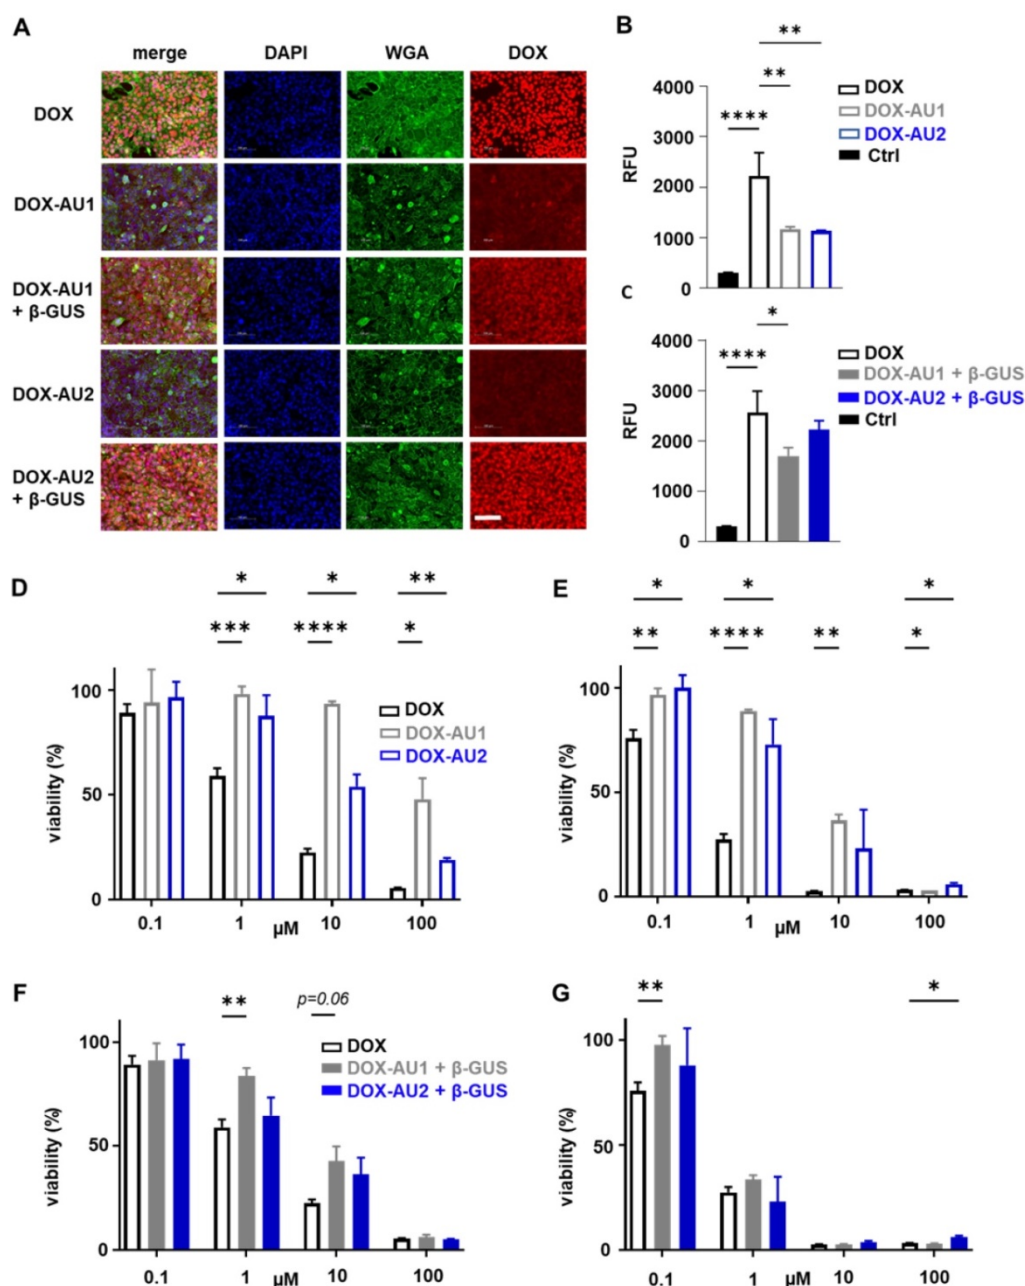 A
merge DAPI WGA DOX
DOX
DOX-AU1
DOX-AU1
+ β-GUS
DOX-AU2
DOX-AU2
+ β-GUS
B
**
**
****
4000
3000
2000
1000
0
RFU
DOX
DOX-AU1
DOX-AU2
Ctrl
C
*
****
4000
3000
2000
1000
0
RFU
DOX
DOX-AU1 + β-GUS
DOX-AU2 + β-GUS
Ctrl
D
* * **
*** **** *
100
50
0
viability (%)
DOX
DOX-AU1
DOX-AU2
0.1 1 µM 10 100
E
* * *
** **** ** *
100
50
0
viability (%)
0.1 1 µM 10 100
F
** p=0.06
100
50
0
viability (%)
DOX
DOX-AU1 + β-GUS
DOX-AU2 + β-GUS
0.1 1 µM 10 100
G
** *
100
50
0
viability (%)
0.1 1 µM 10 100